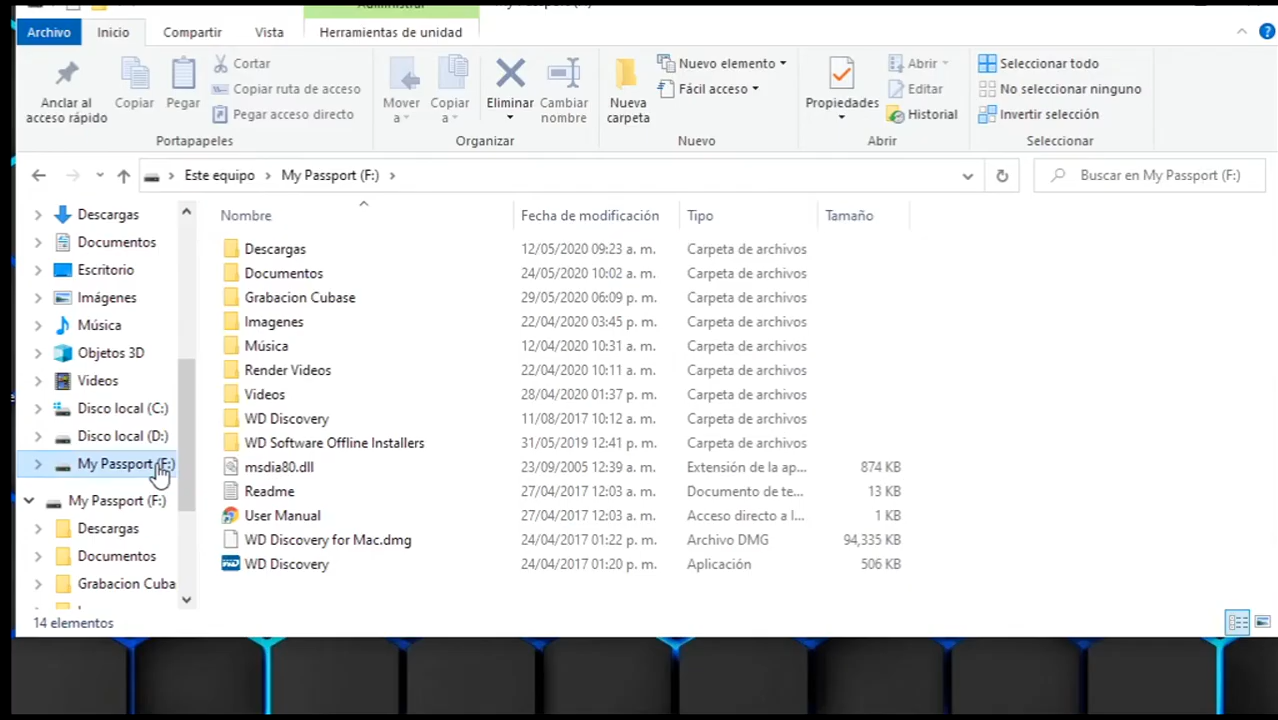 Archivo Inicio Compartir Vista Herramientas de unidad
Anclar al acceso rápido
Copiar
Pegar
Cortar
Copiar ruta de acceso
Pegar acceso directo
Portapapeles
Mover a
Copiar a
Eliminar
Cambiar nombre
Organizar
Nueva carpeta
Nuevo elemento
Fácil acceso
Nuevo
Propiedades
Abrir
Editar
Historial
Abrir
Seleccionar todo
No seleccionar ninguno
Invertir selección
Seleccionar
Este equipo > My Passport (F:) >
Buscar en My Passport (F:)
Descargas
Documentos
Escritorio
Imágenes
Música
Objetos 3D
Videos
Disco local (C:)
Disco local (D:)
My Passport (F:)
My Passport (F:)
Descargas
Documentos
Grabacion Cuba
Nombre Fecha de modificación Tipo Tamaño
Descargas 12/05/2020 09:23 a. m. Carpeta de archivos
Documentos 24/05/2020 10:02 a. m. Carpeta de archivos
Grabacion Cubase 29/05/2020 06:09 p. m. Carpeta de archivos
Imagenes 22/04/2020 03:45 p. m. Carpeta de archivos
Música 12/04/2020 10:31 a. m. Carpeta de archivos
Render Videos 22/04/2020 10:11 a. m. Carpeta de archivos
Videos 28/04/2020 01:37 p. m. Carpeta de archivos
WD Discovery 11/08/2017 10:12 a. m. Carpeta de archivos
WD Software Offline Installers 31/05/2019 12:41 p. m. Carpeta de archivos
msdia80.dll 23/09/2005 12:39 a. m. Extensión de la ap... 874 KB
Readme 27/04/2017 12:03 a. m. Documento de te... 13 KB
User Manual 27/04/2017 12:03 a. m. Acceso directo a I... 1 KB
WD Discovery for Mac.dmg 24/04/2017 01:22 p. m. Archivo DMG 94,335 KB
WD Discovery 24/04/2017 01:20 p. m. Aplicación 506 KB
14 elementos